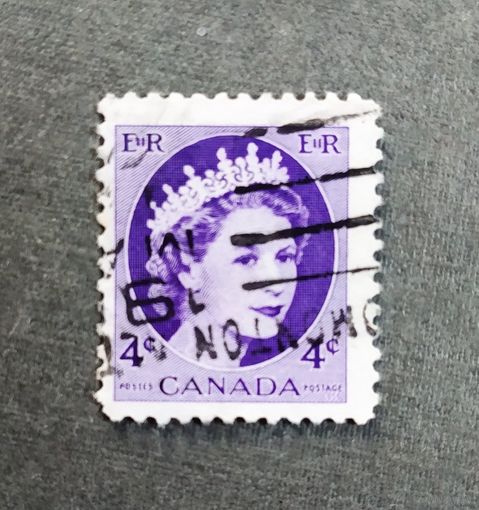 EIIR EIIR
4¢ 4¢
POSTES CANADA POSTAGE